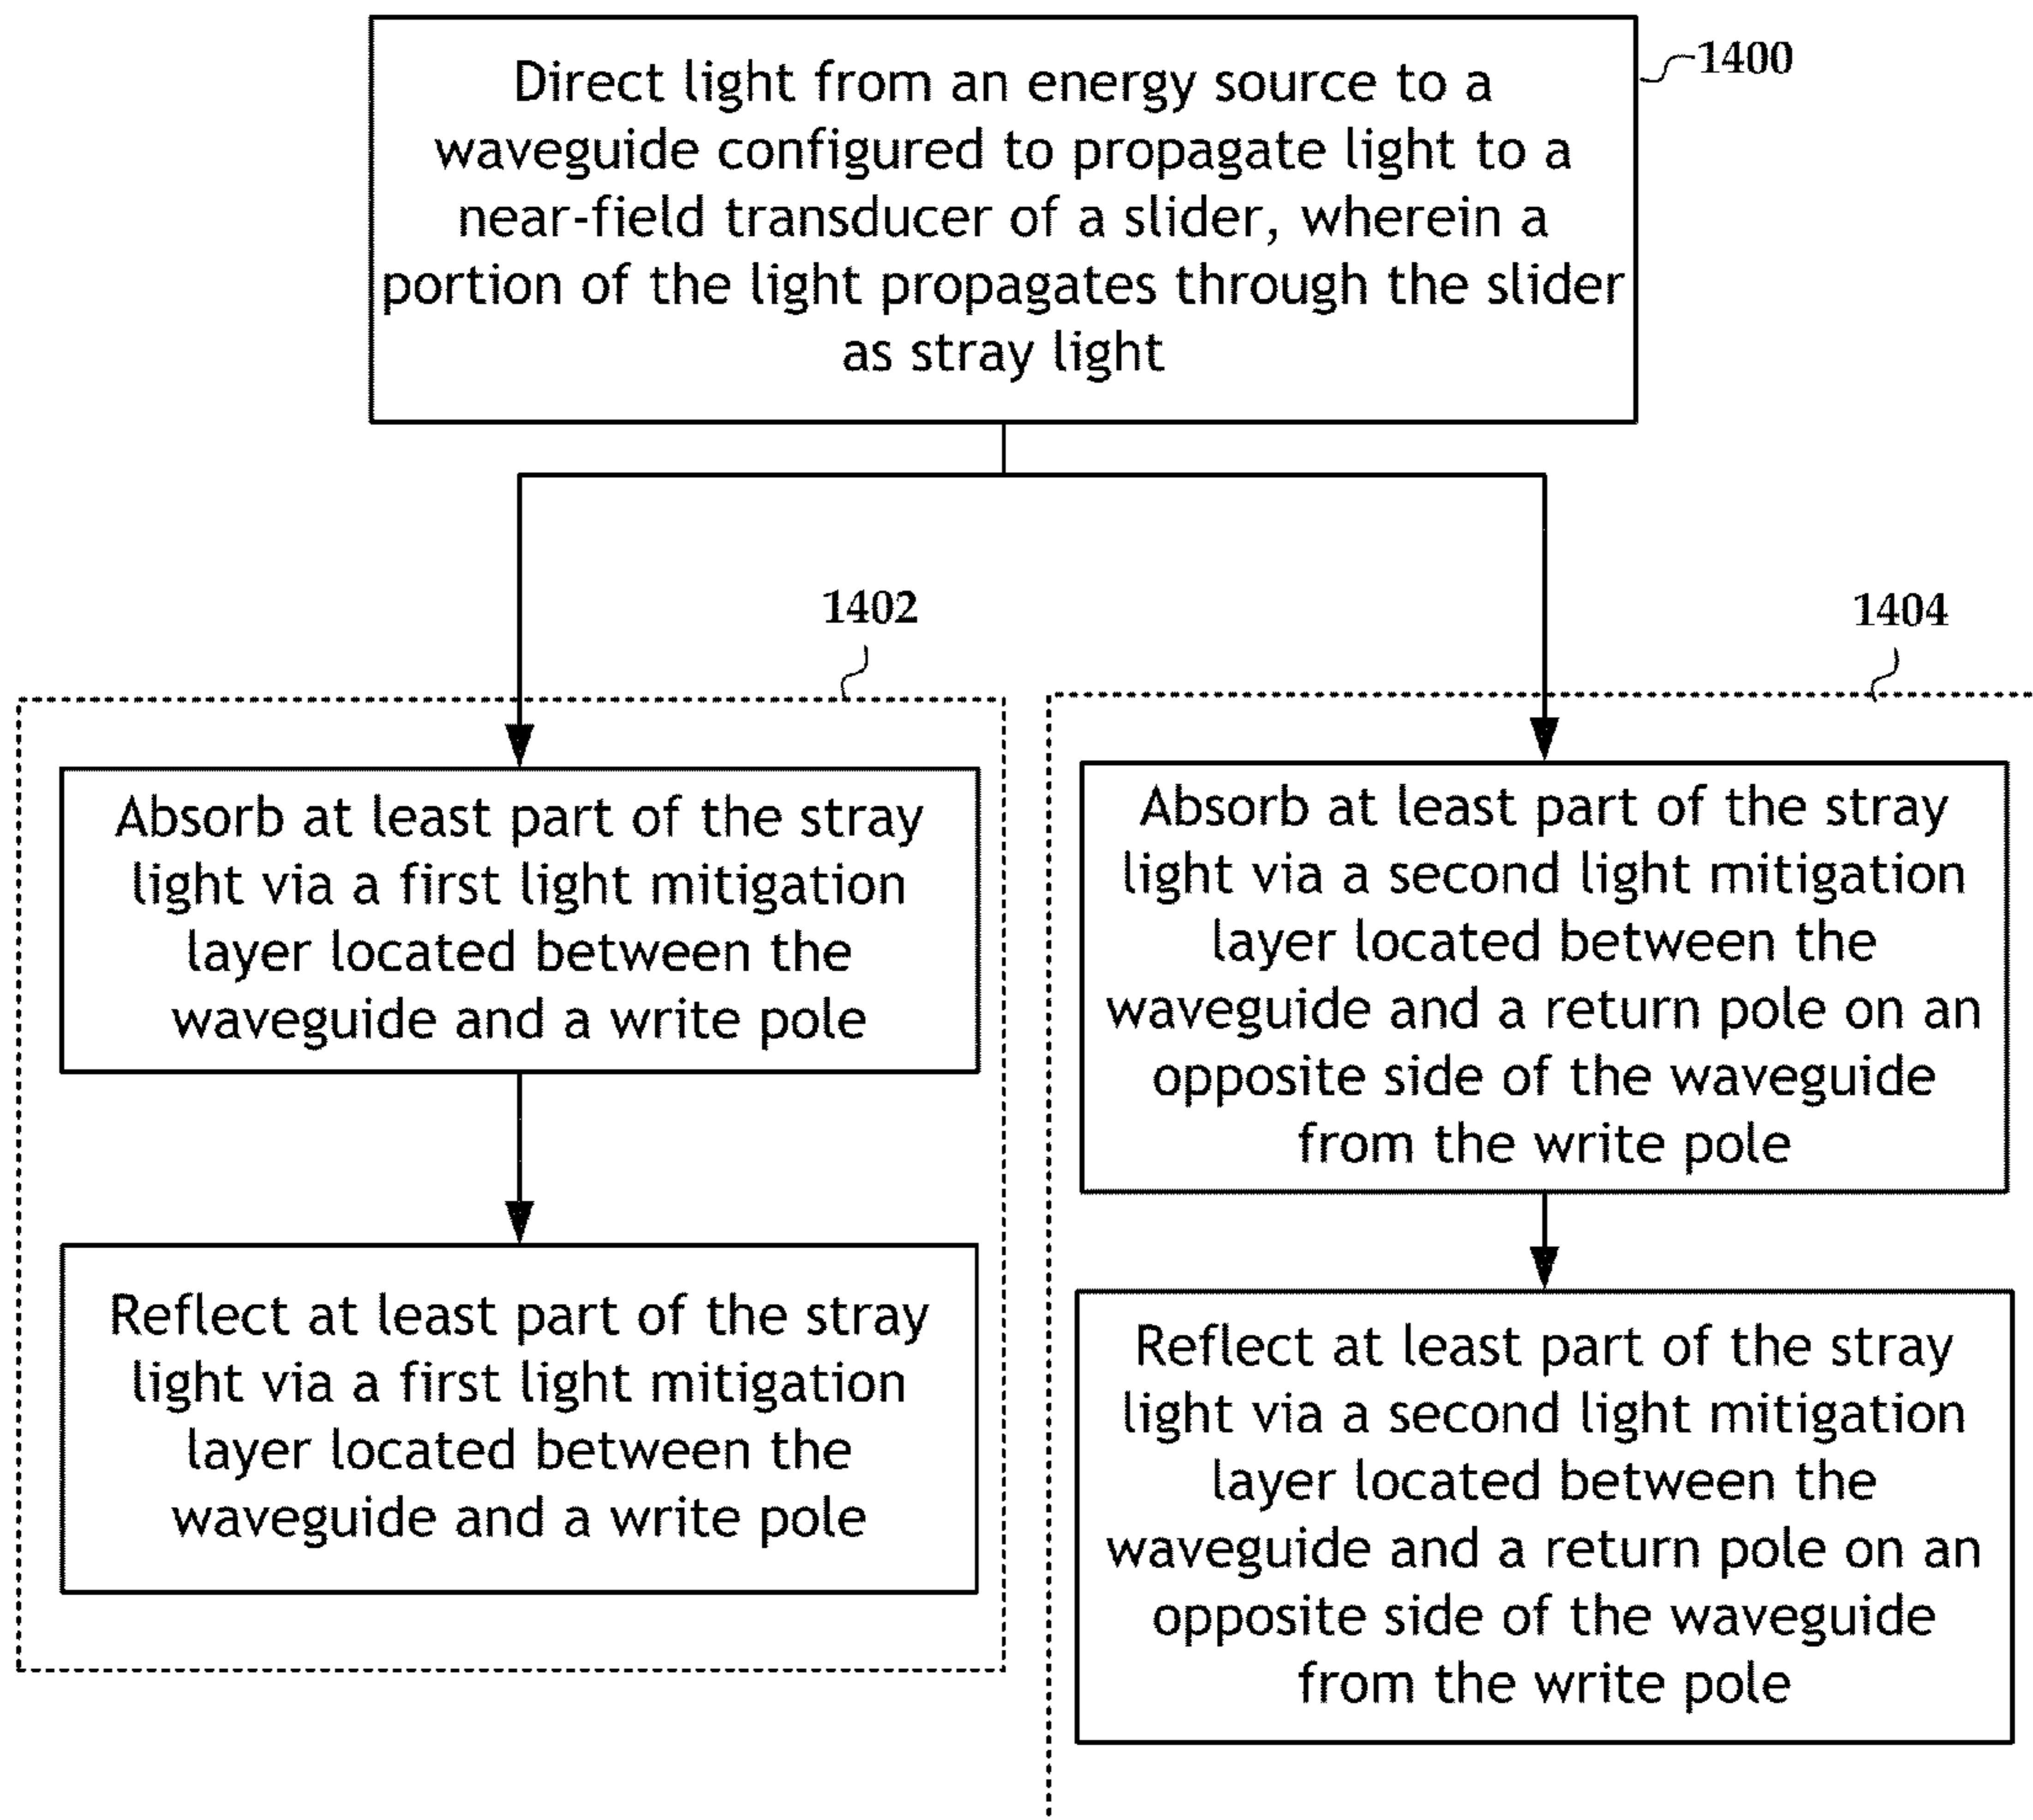 Direct light from an energy source to a
waveguide configured to propagate light to a
near-field transducer of a slider, wherein a
portion of the light propagates through the slider
as stray light
1400
1402
Absorb at least part of the stray
light via a first light mitigation
layer located between the
waveguide and a write pole
Reflect at least part of the stray
light via a first light mitigation
layer located between the
waveguide and a write pole
1404
Absorb at least part of the stray
light via a second light mitigation
layer located between the
waveguide and a return pole on an
opposite side of the waveguide
from the write pole
Reflect at least part of the stray
light via a second light mitigation
layer located between the
waveguide and a return pole on an
opposite side of the waveguide
from the write pole